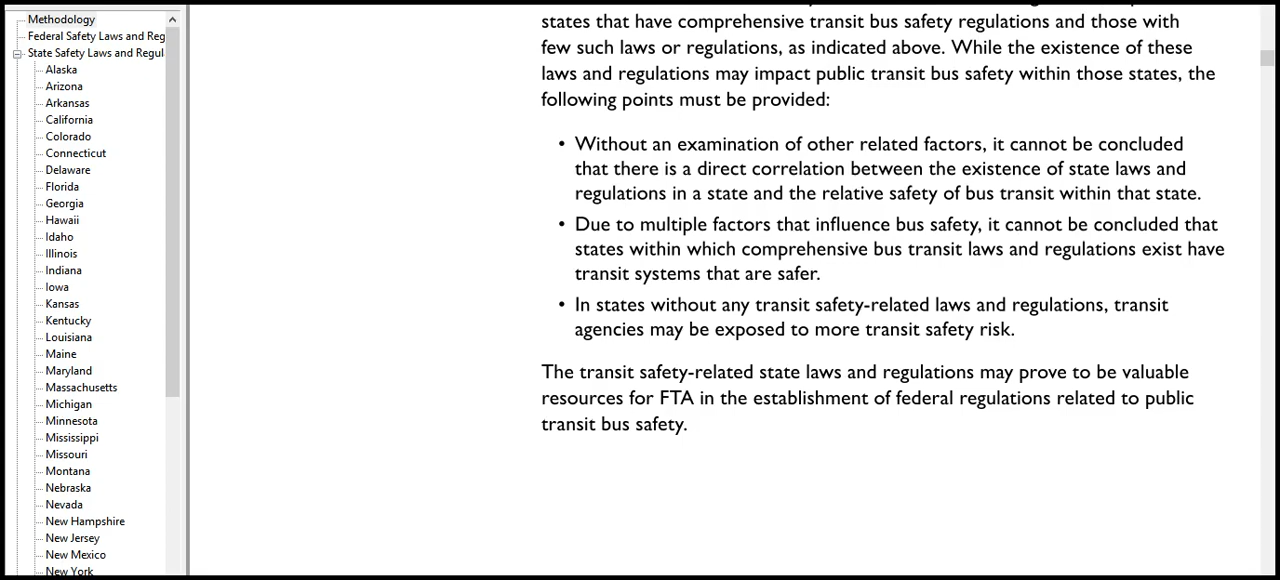 Methodology
Federal Safety Laws and Reg
State Safety Laws and Regul
Alaska
Arizona
Arkansas
California
Colorado
Connecticut
Delaware
Florida
Georgia
Hawaii
Idaho
Illinois
Indiana
Iowa
Kansas
Kentucky
Louisiana
Maine
Maryland
Massachusetts
Michigan
Minnesota
Mississippi
Missouri
Montana
Nebraska
Nevada
New Hampshire
New Jersey
New Mexico
New York
states that have comprehensive transit bus safety regulations and those with
few such laws or regulations, as indicated above. While the existence of these
laws and regulations may impact public transit bus safety within those states, the
following points must be provided:
• Without an examination of other related factors, it cannot be concluded
that there is a direct correlation between the existence of state laws and
regulations in a state and the relative safety of bus transit within that state.
• Due to multiple factors that influence bus safety, it cannot be concluded that
states within which comprehensive bus transit laws and regulations exist have
transit systems that are safer.
• In states without any transit safety-related laws and regulations, transit
agencies may be exposed to more transit safety risk.
The transit safety-related state laws and regulations may prove to be valuable
resources for FTA in the establishment of federal regulations related to public
transit bus safety.